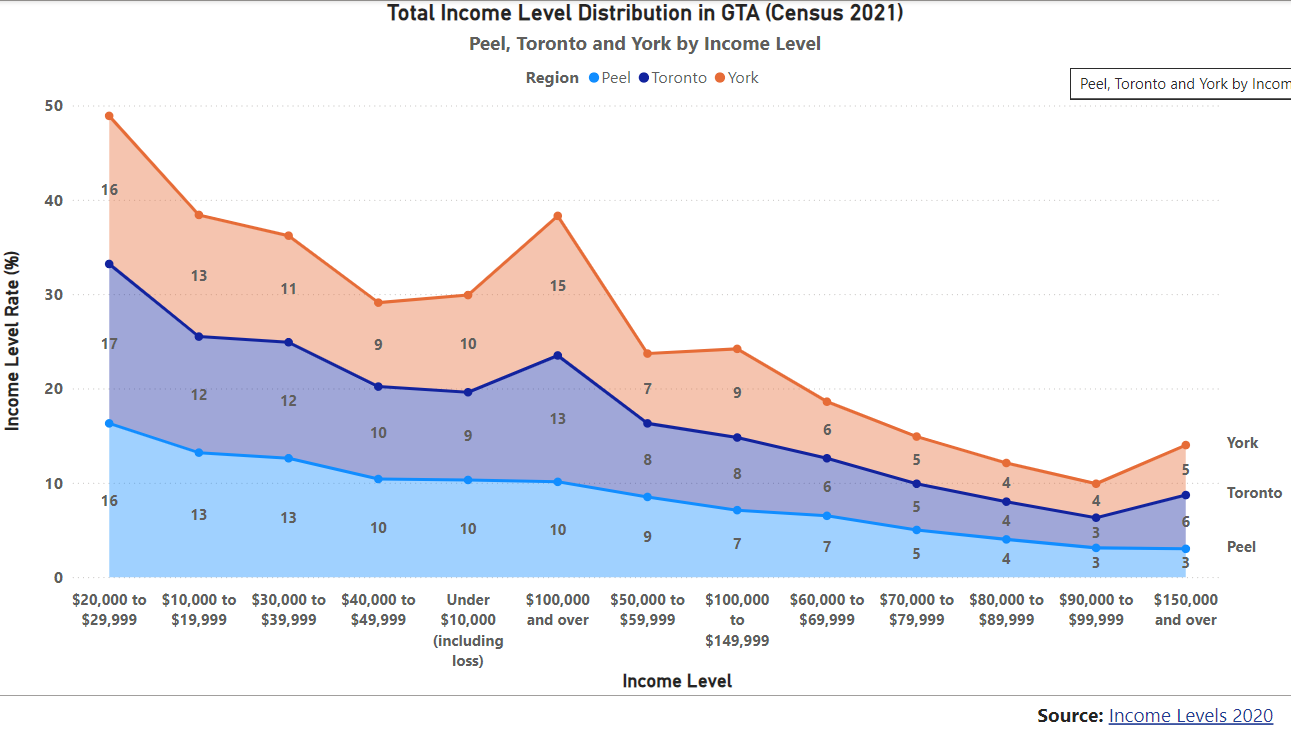 Total Income Level Distribution in GTA (Census 2021)
Peel, Toronto and York by Income Level
Region Peel Toronto York
Peel, Toronto and York by Incom
Income Level Rate (%)
50
40
30
20
10
0
16 13 11 9 10 15 7 9 6 5 4 4 5
17 12 12 10 9 13 8 8 6 5 4 3 6
16 13 13 10 10 10 9 7 7 5 4 3 3
York
Toronto
Peel
$20,000 to $10,000 to $30,000 to $40,000 to Under $100,000 $50,000 to $100,000 $60,000 to $70,000 to $80,000 to $90,000 to $150,000
$29,999 $19,999 $39,999 $49,999 $10,000 and over $59,999 to $69,999 $79,999 $89,999 $99,999 and over
(including $149,999
loss)
Income Level
Source: Income Levels 2020